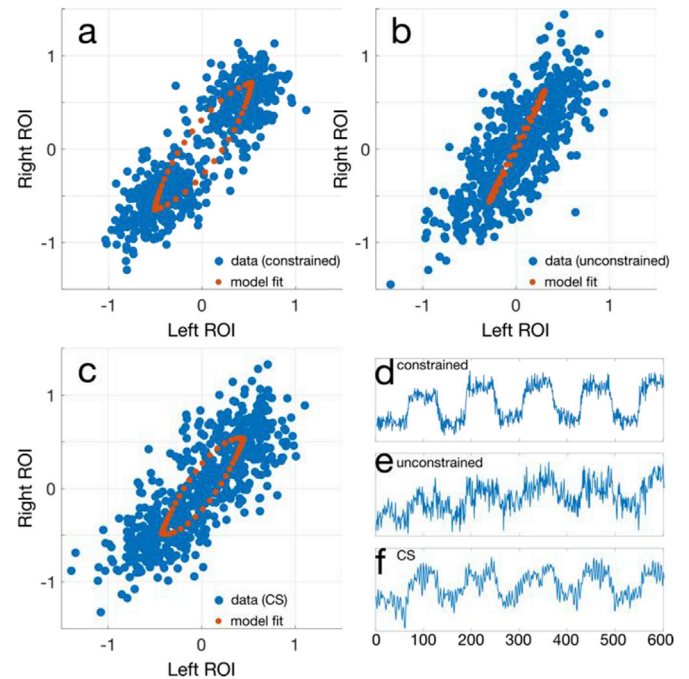 a
1
0
-1
Right ROI
data (constrained)
model fit
-1 0 1
Left ROI
b
1
0
-1
Right ROI
data (unconstrained)
model fit
-1 0 1
Left ROI
c
1
0
-1
Right ROI
data (CS)
model fit
-1 0 1
Left ROI
d constrained
e unconstrained
f CS
0 100 200 300 400 500 600